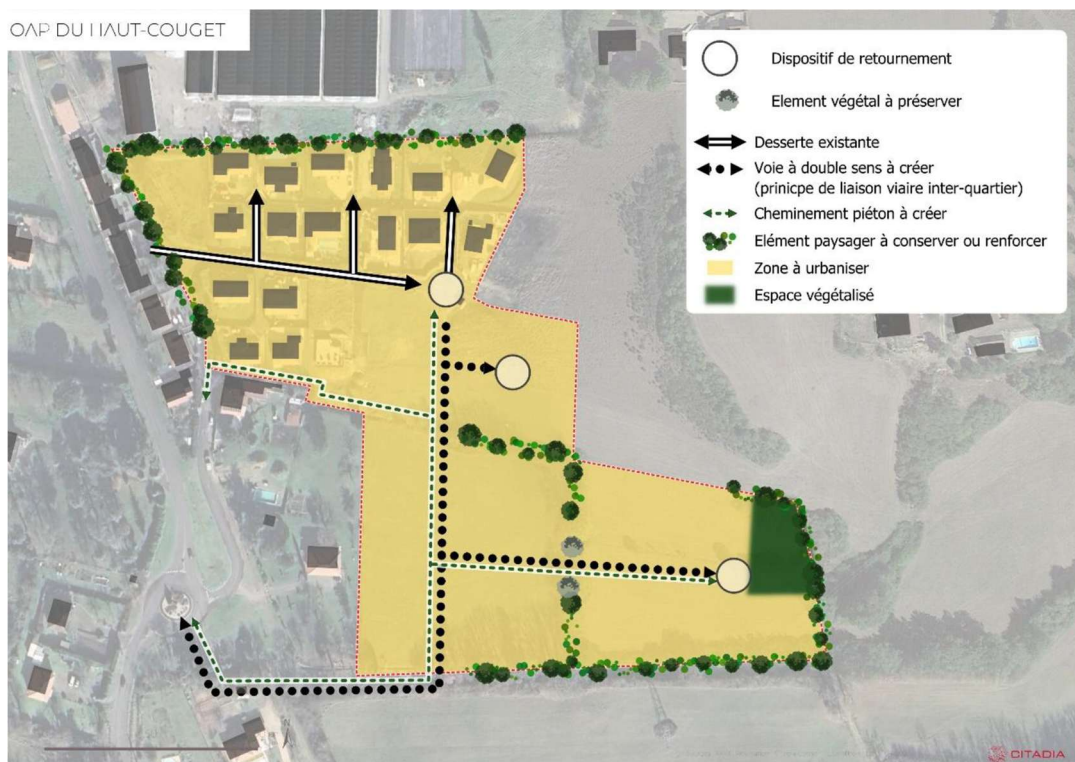 OAP DU HAUT-COUGET
Dispositif de retournement
Element végétal à préserver
Desserte existante
Voie à double sens à créer
(prinicpe de liaison viaire inter-quartier)
Cheminement piéton à créer
Elément paysager à conserver ou renforcer
Zone à urbaniser
Espace végétalisé
CITADIA